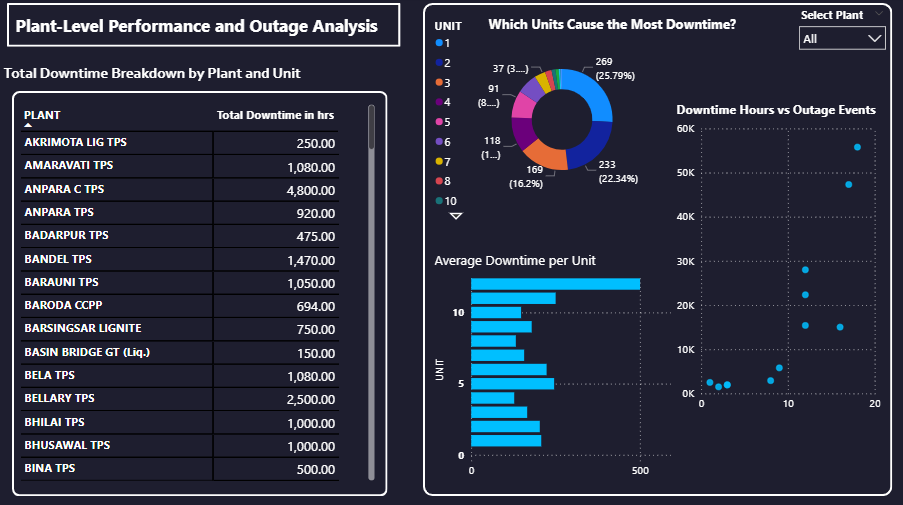 Plant-Level Performance and Outage Analysis
Total Downtime Breakdown by Plant and Unit
PLANT Total Downtime in hrs
AKRIMOTA LIG TPS 250.00
AMARAVATI TPS 1,080.00
ANPARA C TPS 4,800.00
ANPARA TPS 920.00
BADARPUR TPS 475.00
BANDEL TPS 1,470.00
BARAUNI TPS 1,050.00
BARODA CCPP 694.00
BARSINGSAR LIGNITE 750.00
BASIN BRIDGE GT (Liq.) 150.00
BELA TPS 1,080.00
BELLARY TPS 2,500.00
BHILAI TPS 1,000.00
BHUSAWAL TPS 1,000.00
BINA TPS 500.00
UNIT
1
2
3
4
5
6
7
8
10
Which Units Cause the Most Downtime?
269
(25.79%)
233
(22.34%)
169
(16.2%)
118
(1...)
91
(8....)
37 (3....)
Select Plant
All
Average Downtime per Unit
UNIT
10
5
0
0 500
Downtime Hours vs Outage Events
60K
50K
40K
30K
20K
10K
0K
0 10 20